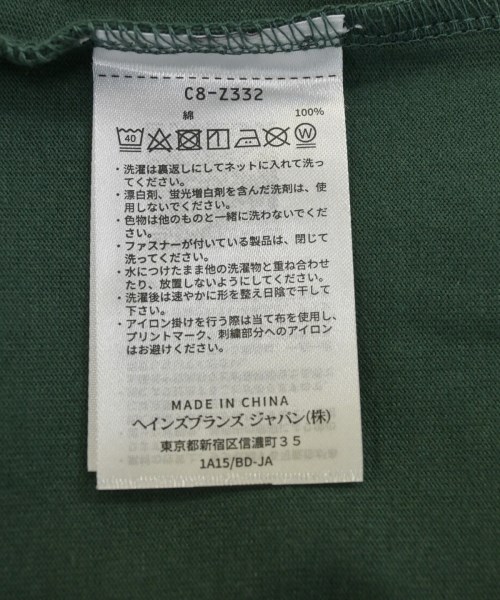 C8-Z332
綿 100%
40 W
・洗濯は裏返しにしてネットに入れて洗っ
てください。
・漂白剤、蛍光増白剤を含んだ洗剤は、使
用しないでください。
・色物は他のものと一緒に洗わないでくだ
さい。
・ファスナーが付いている製品は、閉じて
洗ってください。
・水につけたまま他の洗濯物と重ね合わせ
たり、放置しないようにしてください。
・洗濯後は速やかに形を整え日陰で干して
下さい。
・アイロン掛けを行う際は当て布を使用し、
プリントマーク、刺繍部分へのアイロン
はお避けください。
MADE IN CHINA
ヘインズブランズ ジャパン(株)
東京都新宿区信濃町35
1A15/BD-JA